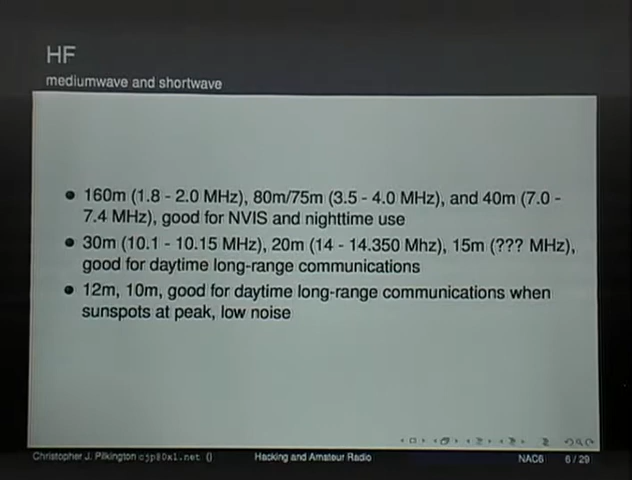 HF
mediumwave and shortwave
160m (1.8 - 2.0 MHz), 80m/75m (3.5 - 4.0 MHz), and 40m (7.0 -
7.4 MHz), good for NVIS and nighttime use
30m (10.1 - 10.15 MHz), 20m (14 - 14.350 Mhz), 15m (??? MHz),
good for daytime long-range communications
12m, 10m, good for daytime long-range communications when
sunspots at peak, low noise
Christopher J. Pilkington cjp@0x1.net () Hacking and Amateur Radio NAC6 6 / 29